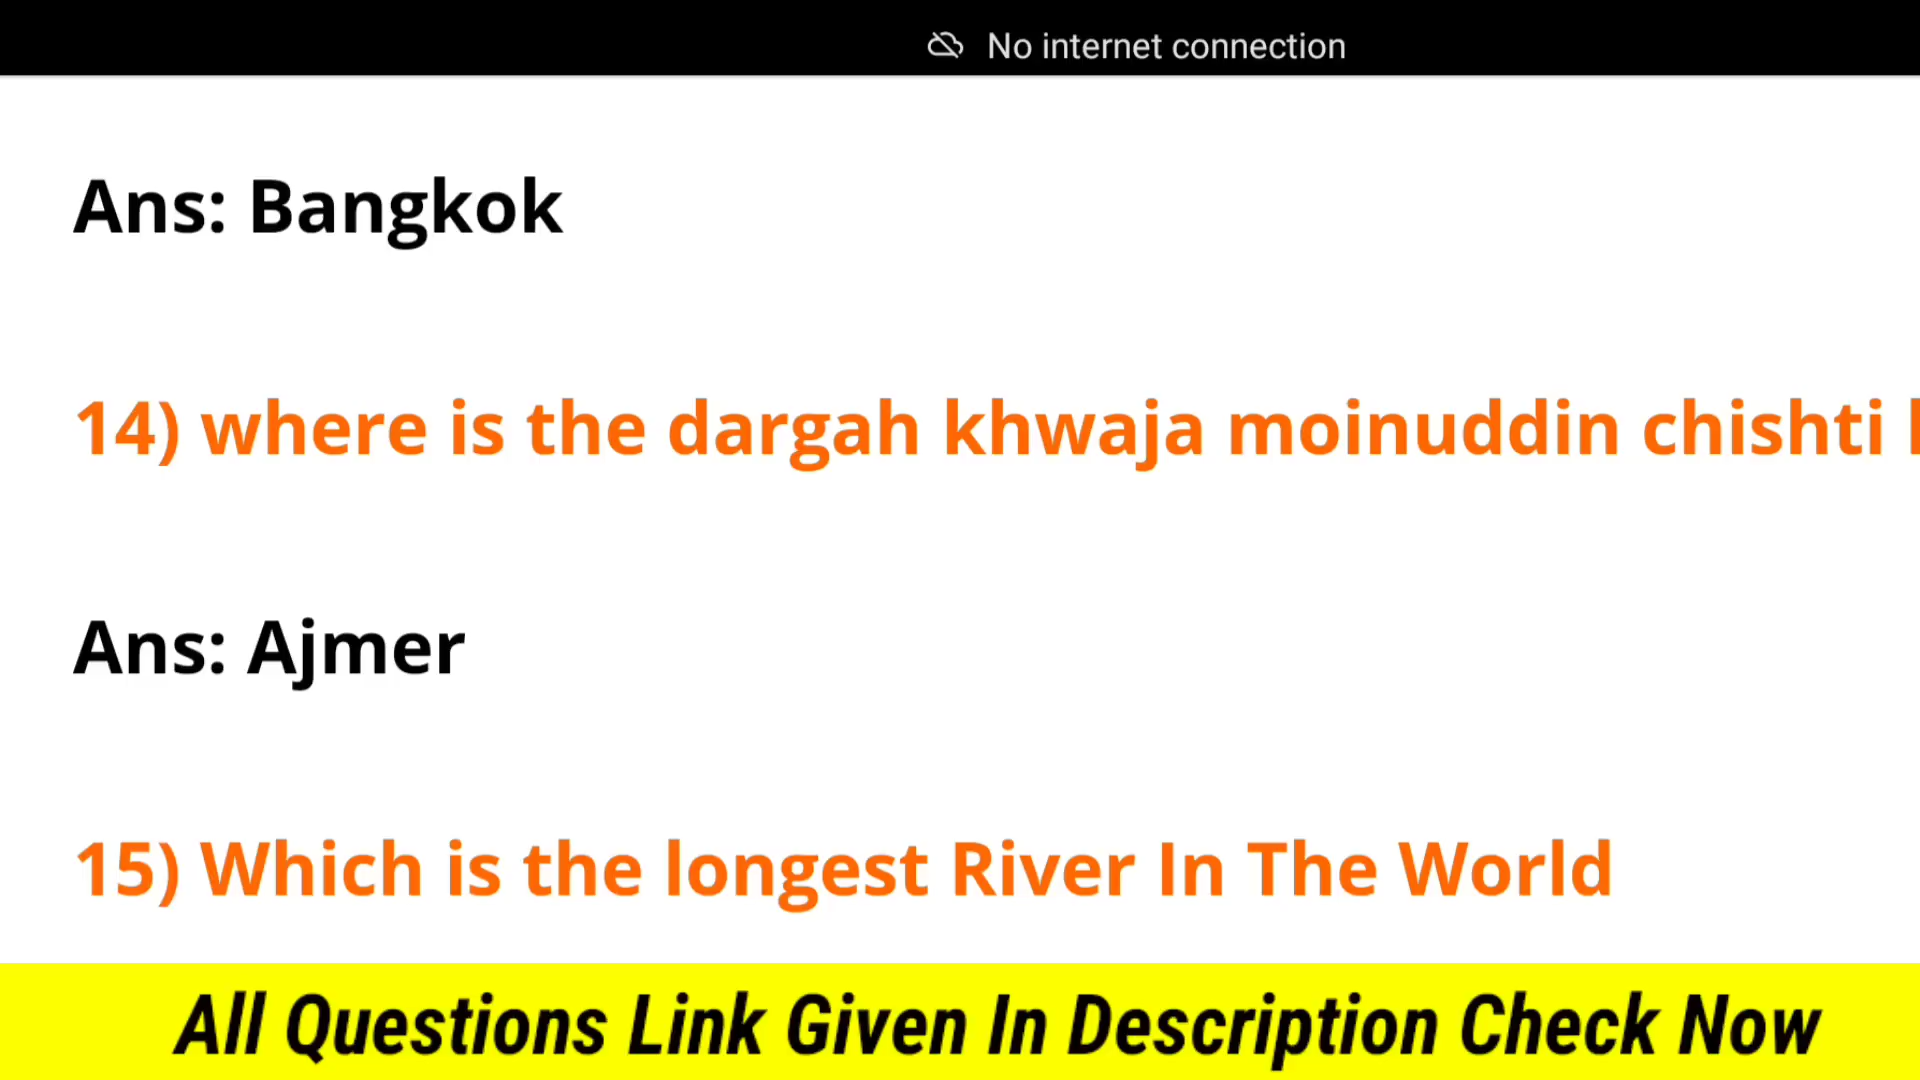 No internet connection
Ans: Bangkok
14) where is the dargah khwaja moinuddin chishti
Ans: Ajmer
15) Which is the longest River In The World
All Questions Link Given In Description Check Now